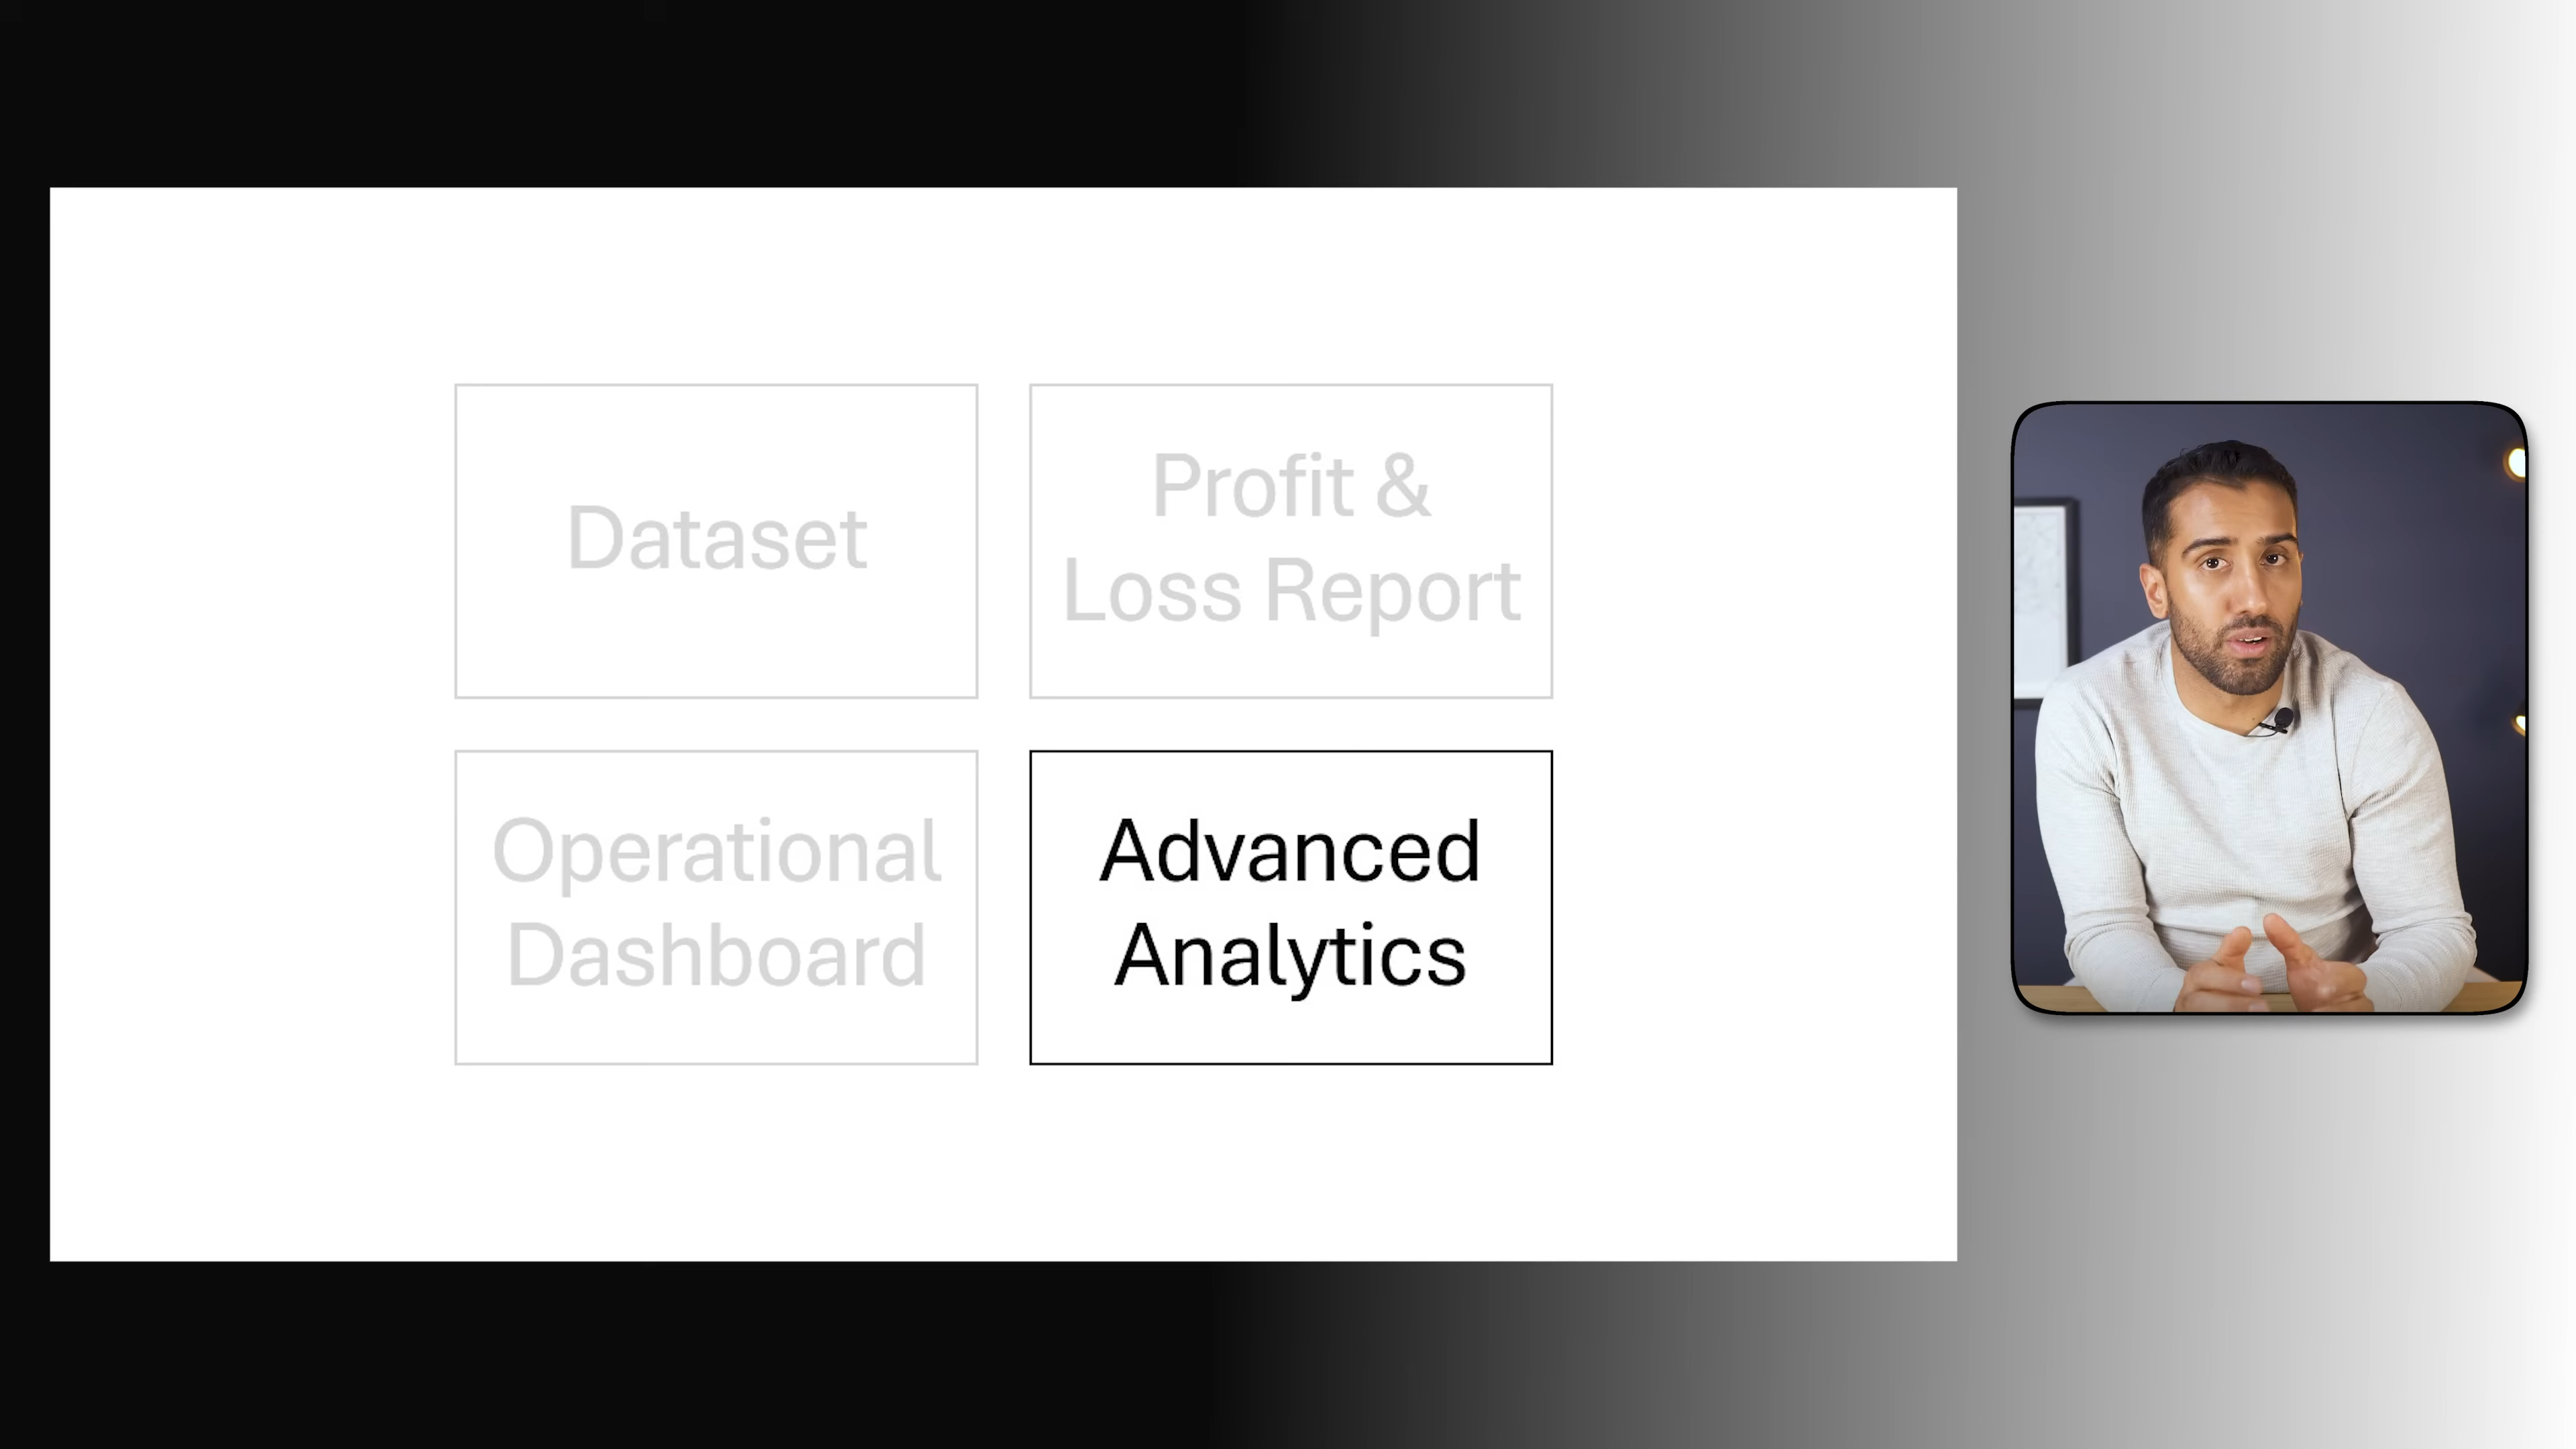 Dataset
Profit &
Loss Report
Operational
Dashboard
Advanced
Analytics